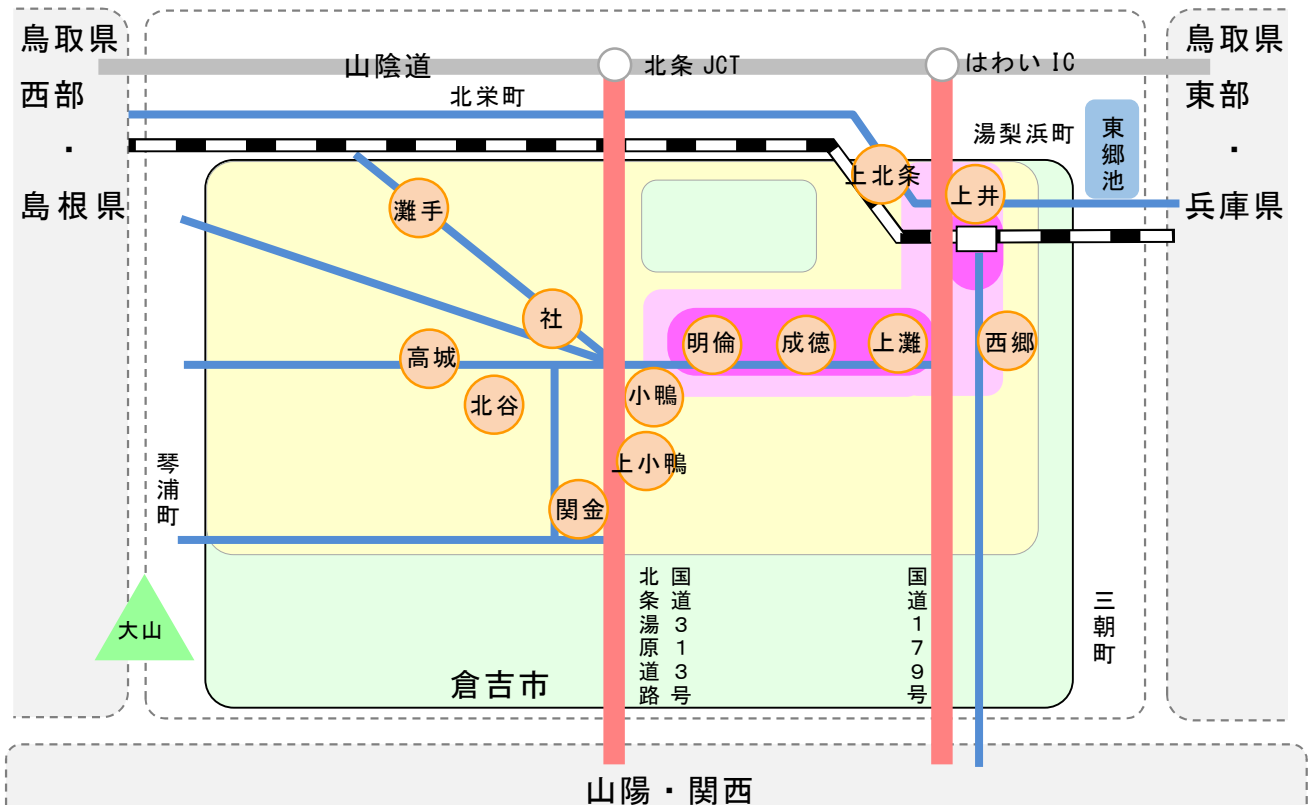 鳥取県
西部
・
島根県
山陰道
北条 JCT
はわい IC
鳥取県
東部
・
兵庫県
北栄町
湯梨浜町
東郷池
上北条
上井
灘手
社
明倫
成徳
上灘
西郷
高城
北谷
小鴨
上小鴨
関金
琴浦町
大山
倉吉市
国道313号
北条湯原道路
国道179号
三朝町
山陽・関西